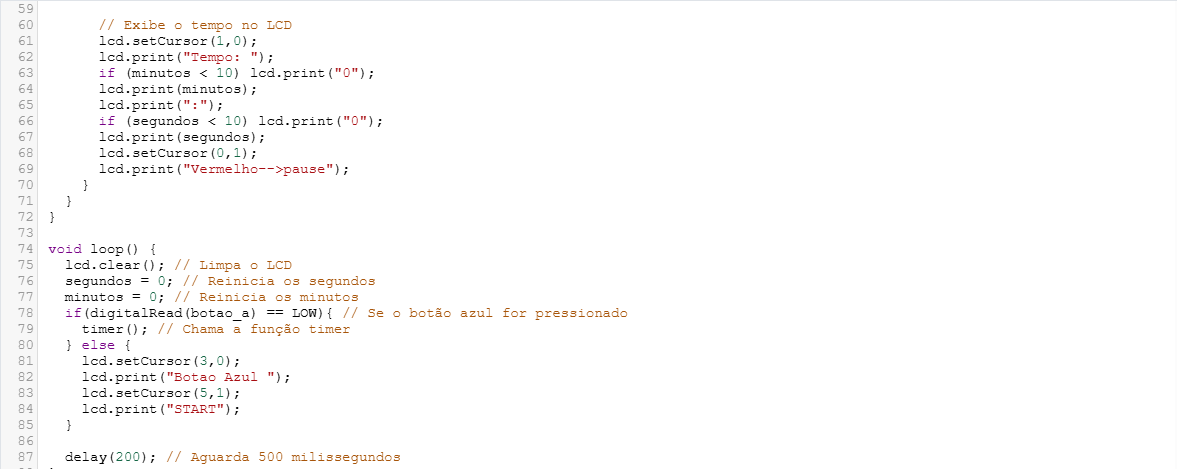 59
60 // Exibe o tempo no LCD
61 lcd.setCursor(1,0);
62 lcd.print("Tempo: ");
63 if (minutos < 10) lcd.print("0");
64 lcd.print(minutos);
65 lcd.print(":");
66 if (segundos < 10) lcd.print("0");
67 lcd.print(segundos);
68 lcd.setCursor(0,1);
69 lcd.print("Vermelho-->pause");
70 }
71 }
72 }
73
74 void loop() {
75 lcd.clear(); // Limpa o LCD
76 segundos = 0; // Reinicia os segundos
77 minutos = 0; // Reinicia os minutos
78 if(digitalRead(botao_a) == LOW){ // Se o botão azul for pressionado
79 timer(); // Chama a função timer
80 } else {
81 lcd.setCursor(3,0);
82 lcd.print("Botao Azul ");
83 lcd.setCursor(5,1);
84 lcd.print("START");
85 }
86
87 delay(200); // Aguarda 500 milissegundos